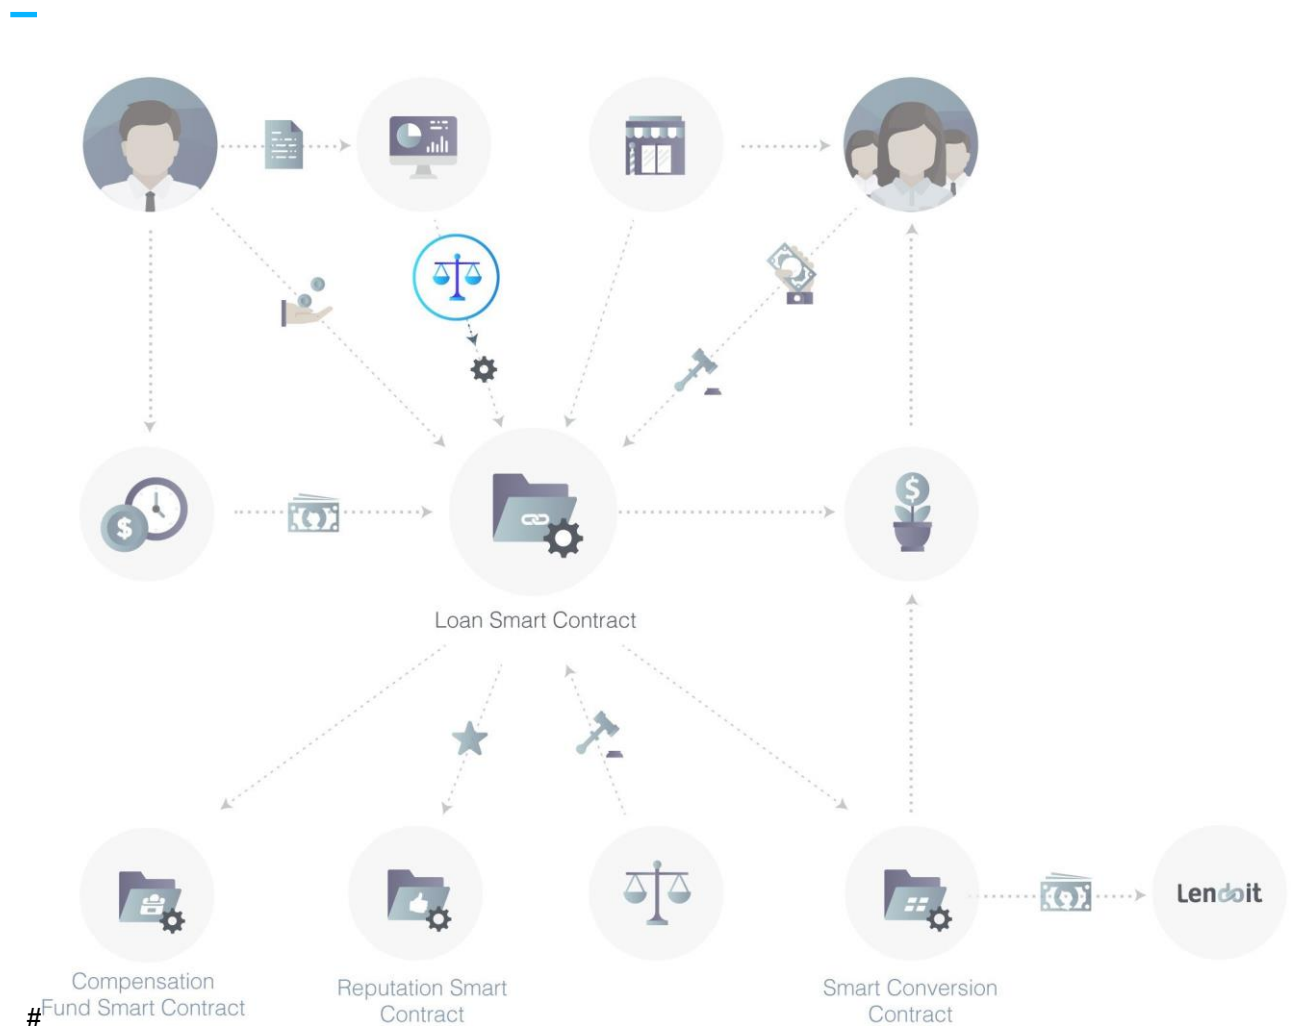 Loan Smart Contract
Compensation
Fund Smart Contract
#
Reputation Smart
Contract
Smart Conversion
Contract
Lendoit